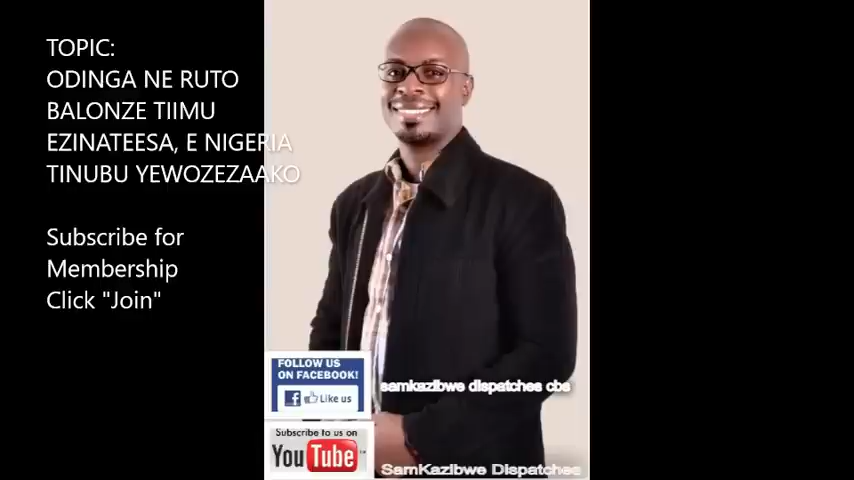 TOPIC:
ODINGA NE RUTO
BALONZE TIIMU
EZINATEESA, E NIGERIA
TINUBU YEWOZEZAAKO
Subscribe for
Membership
Click "Join"
FOLLOW US
ON FACEBOOK!
f Like us
samkazibwe dispatches cbs
Subscribe to us on
YouTube
SamKazibwe Dispatches